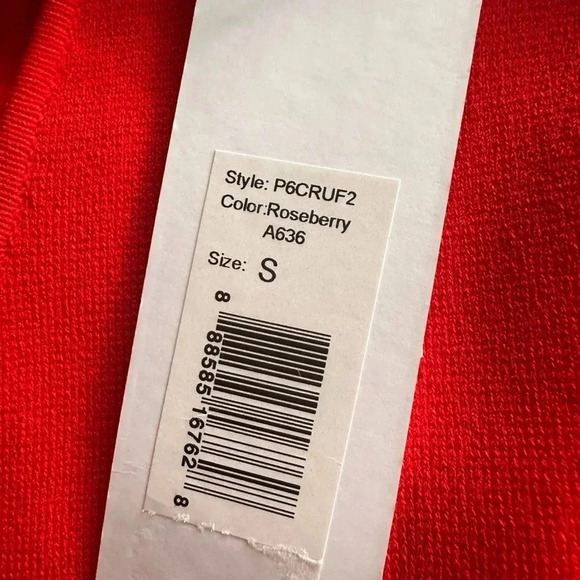 Style: P6CRUF2
Color:Roseberry
A636
Size: S
8 88585 16762 8